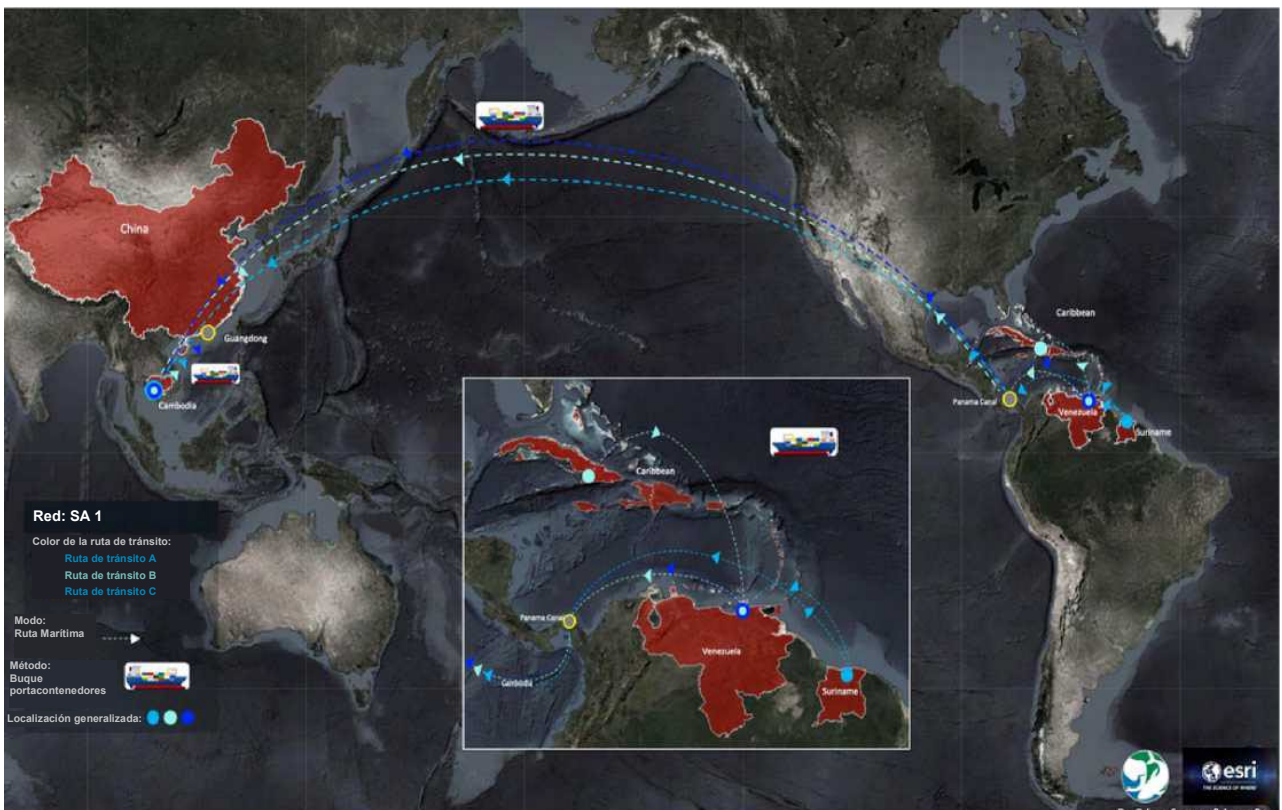 China
Guangdong
Cambodia
Caribbean
Panama Canal
Venezuela
Suriname
Caribbean
Panama Canal
Venezuela
Suriname
Cambodia
Red: SA 1
Color de la ruta de tránsito:
Ruta de tránsito A
Ruta de tránsito B
Ruta de tránsito C
Modo:
Ruta Marítima
Método:
Buque
portacontenedores
Localización generalizada:
esri
THE SCIENCE OF WHERE